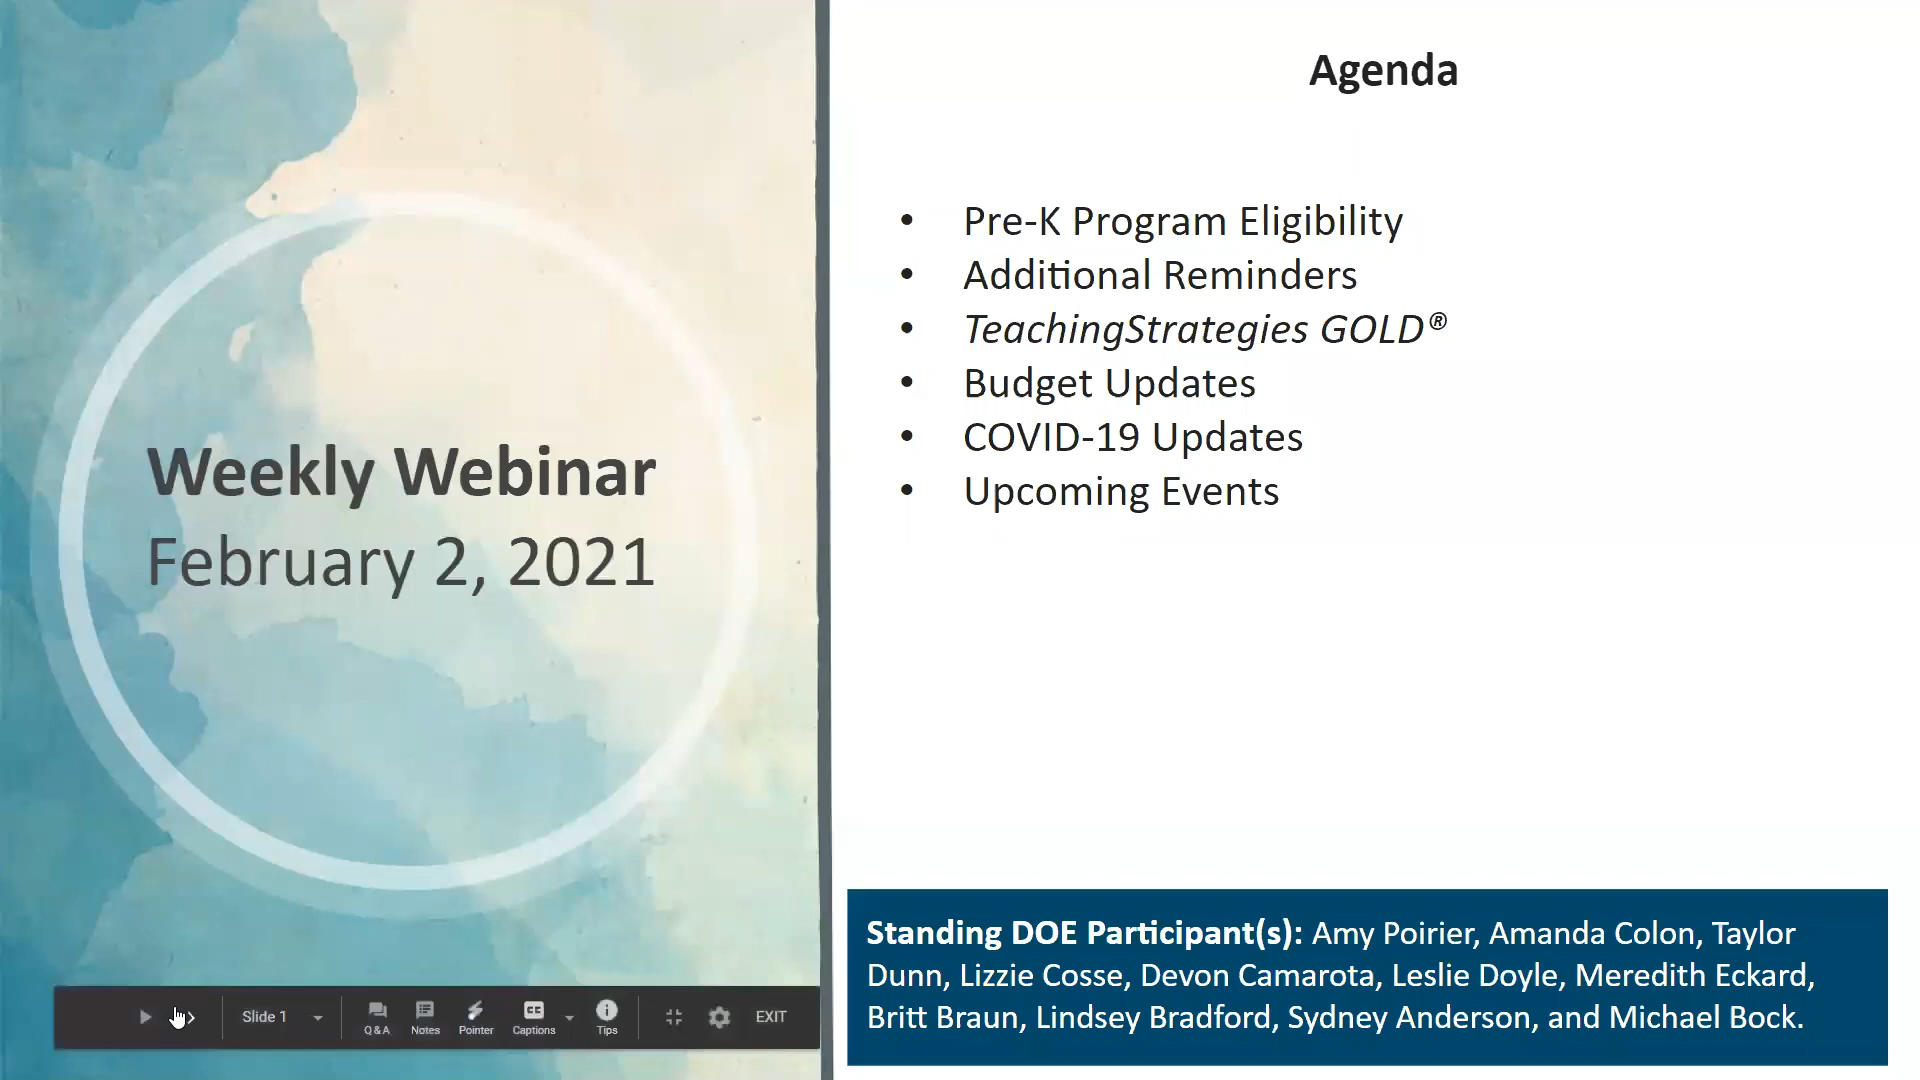 Weekly Webinar
February 2, 2021
Agenda
• Pre-K Program Eligibility
• Additional Reminders
• TeachingStrategies GOLD®
• Budget Updates
• COVID-19 Updates
• Upcoming Events
Standing DOE Participant(s): Amy Poirier, Amanda Colon, Taylor
Dunn, Lizzie Cosse, Devon Camarota, Leslie Doyle, Meredith Eckard,
Britt Braun, Lindsey Bradford, Sydney Anderson, and Michael Bock.
Slide 1
Q&A
Notes
Pointer
CC
Captions
Tips
EXIT